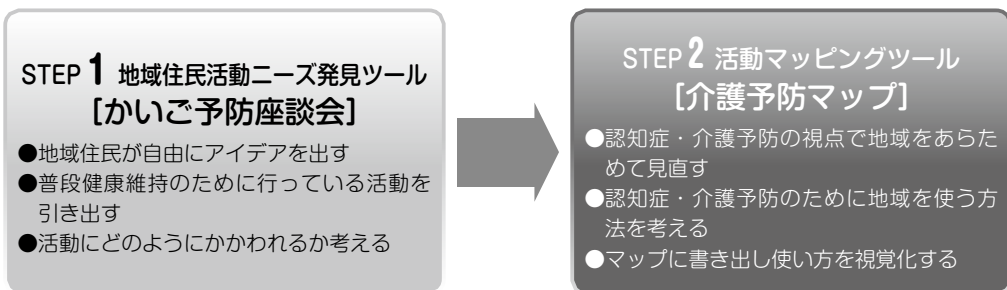 STEP 1 地域住民活動ニーズ発見ツール
[かいご予防座談会]
●地域住民が自由にアイデアを出す
●普段健康維持のために行っている活動を
引き出す
●活動にどのようにかかわれるか考える
STEP 2 活動マッピングツール
[介護予防マップ]
●認知症・介護予防の視点で地域をあらた
めて見直す
●認知症・介護予防のために地域を使う方
法を考える
●マップに書き出し使い方を視覚化する